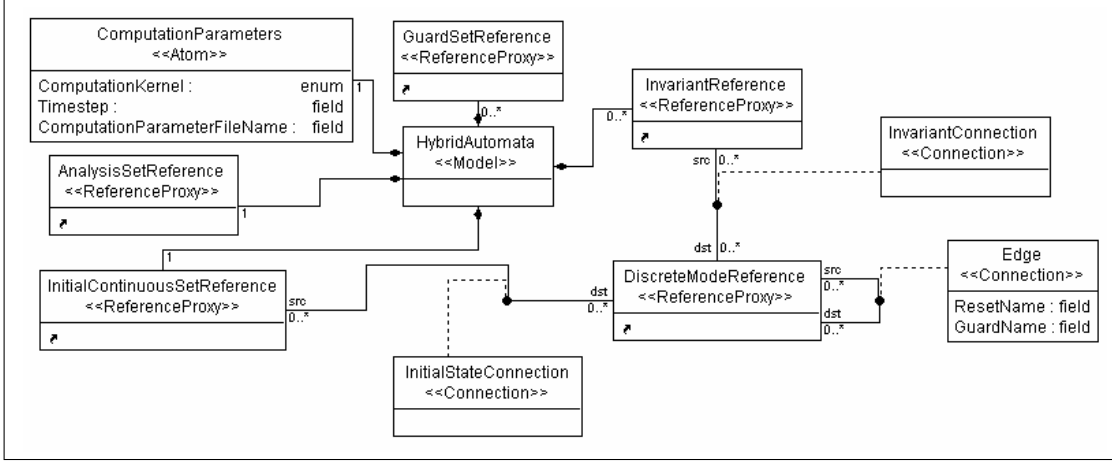 ComputationParameters
<<Atom>>
ComputationKernel : enum
Timestep : field
ComputationParameterFileName : field
1
GuardSetReference
<<ReferenceProxy>>
0..*
InvariantReference
<<ReferenceProxy>>
0..*
HybridAutomata
<<Model>>
InvariantConnection
<<Connection>>
AnalysisSetReference
<<ReferenceProxy>>
1
src 0..*
dst 0..*
1
InitialContinuousSetReference
<<ReferenceProxy>>
src
0..*
dst
0..*
DiscreteModeReference
<<ReferenceProxy>>
src
0..*
dst
0..*
Edge
<<Connection>>
ResetName : field
GuardName : field
InitialStateConnection
<<Connection>>